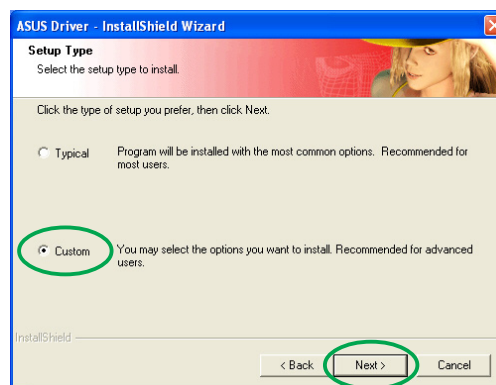 ASUS Driver - InstallShield Wizard
Setup Type
Select the setup type to install.
Click the type of setup you prefer, then click Next.
Typical
Program will be installed with the most common options. Recommended for
most users.
Custom
You may select the options you want to install. Recommended for advanced
users.
InstallShield
< Back
Next >
Cancel